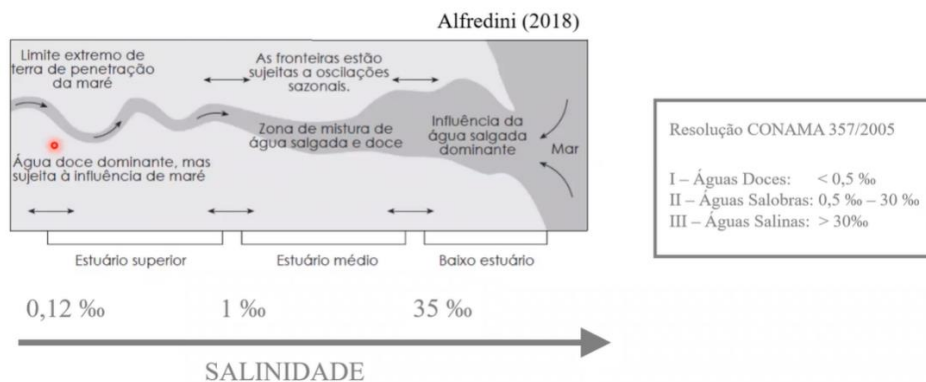 Alfredini (2018)
Limite extremo de
terra de penetração
da maré
As fronteiras estão
sujeitas a oscilações
sazonais.
Zona de mistura de
água salgada e doce
Influência da
água salgada
dominante
Mar
Água doce dominante, mas
sujeita à influência de maré
Estuário superior
Estuário médio
Baixo estuário
0,12 ‰
1 ‰
35 ‰
SALINIDADE
Resolução CONAMA 357/2005
I – Águas Doces: < 0,5 ‰
II – Águas Salobras: 0,5 ‰ – 30 ‰
III – Águas Salinas: > 30‰